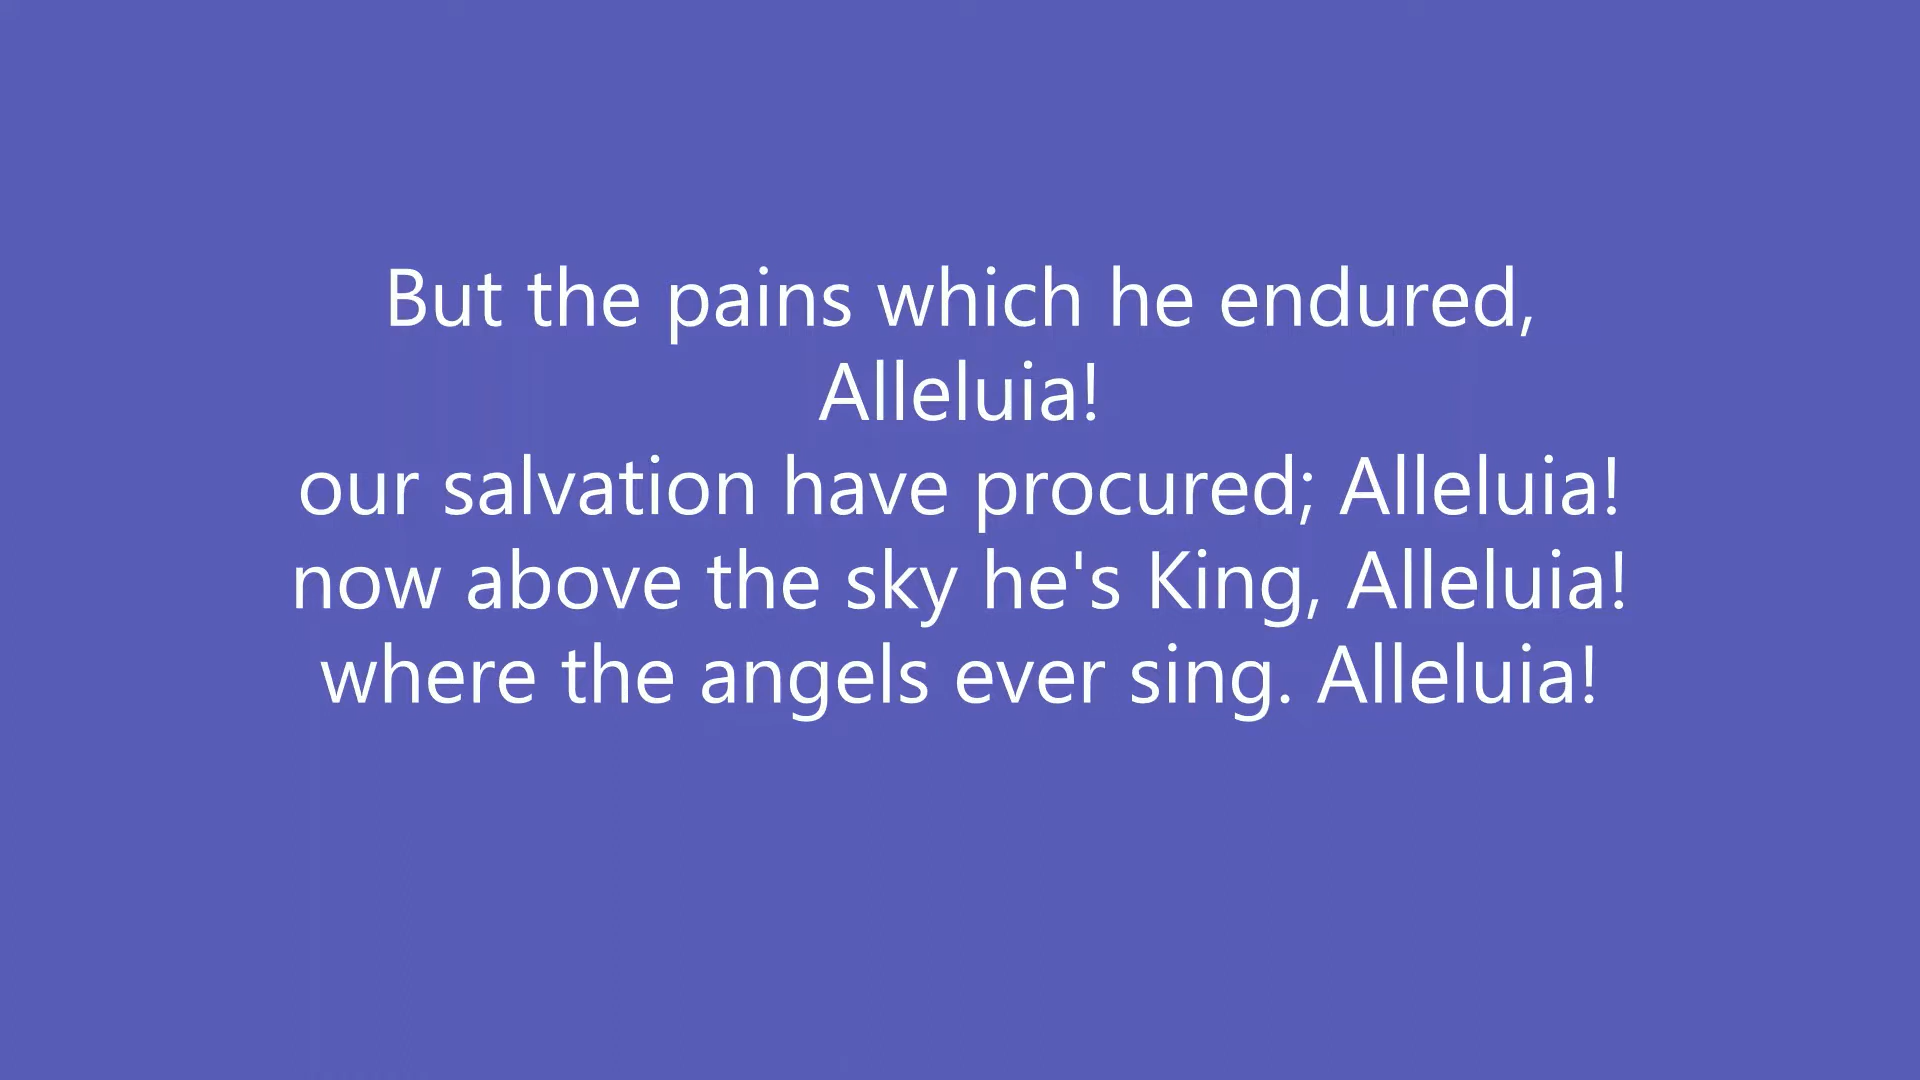 But the pains which he endured,
Alleluia!
our salvation have procured; Alleluia!
now above the sky he's King, Alleluia!
where the angels ever sing. Alleluia!